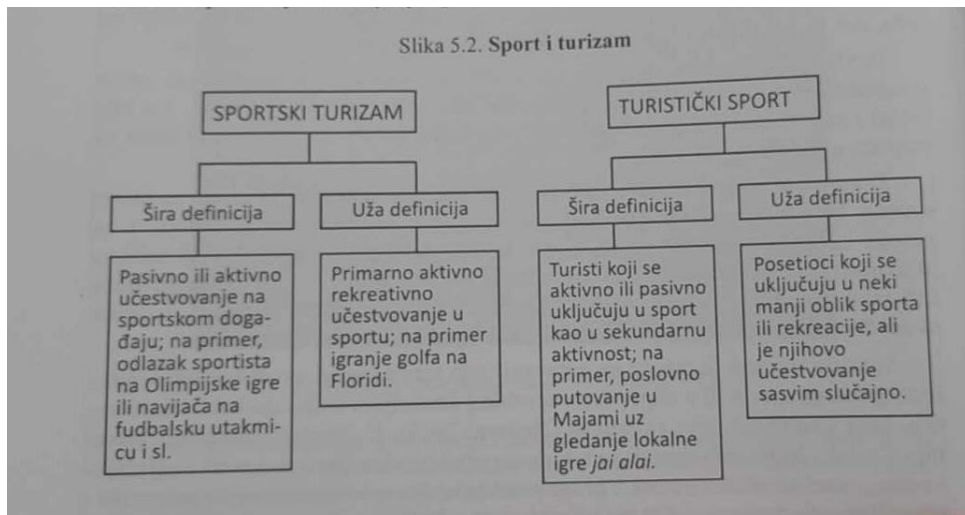 Slika 5.2. Sport i turizam
SPORTSKI TURIZAM
Šira definicija
Pasivno ili aktivno
učestvovanje na
sportskom doga-
đaju; na primer,
odlazak sportista
na Olimpijske igre
ili navijača na
fudbalsku utakmi-
cu i sl.
Uža definicija
Primarno aktivno
rekreativno
učestvovanje u
sportu; na primer
igranje golfa na
Floridi.
TURISTIČKI SPORT
Šira definicija
Turisti koji se
aktivno ili pasivno
uključuju u sport
kao u sekundarnu
aktivnost; na
primer, poslovno
putovanje u
Majami uz
gledanje lokalne
igre jai alai.
Uža definicija
Posetioci koji se
uključuju u neki
manji oblik sporta
ili rekreacije, ali
je njihovo
učestvovanje
sasvim slučajno.